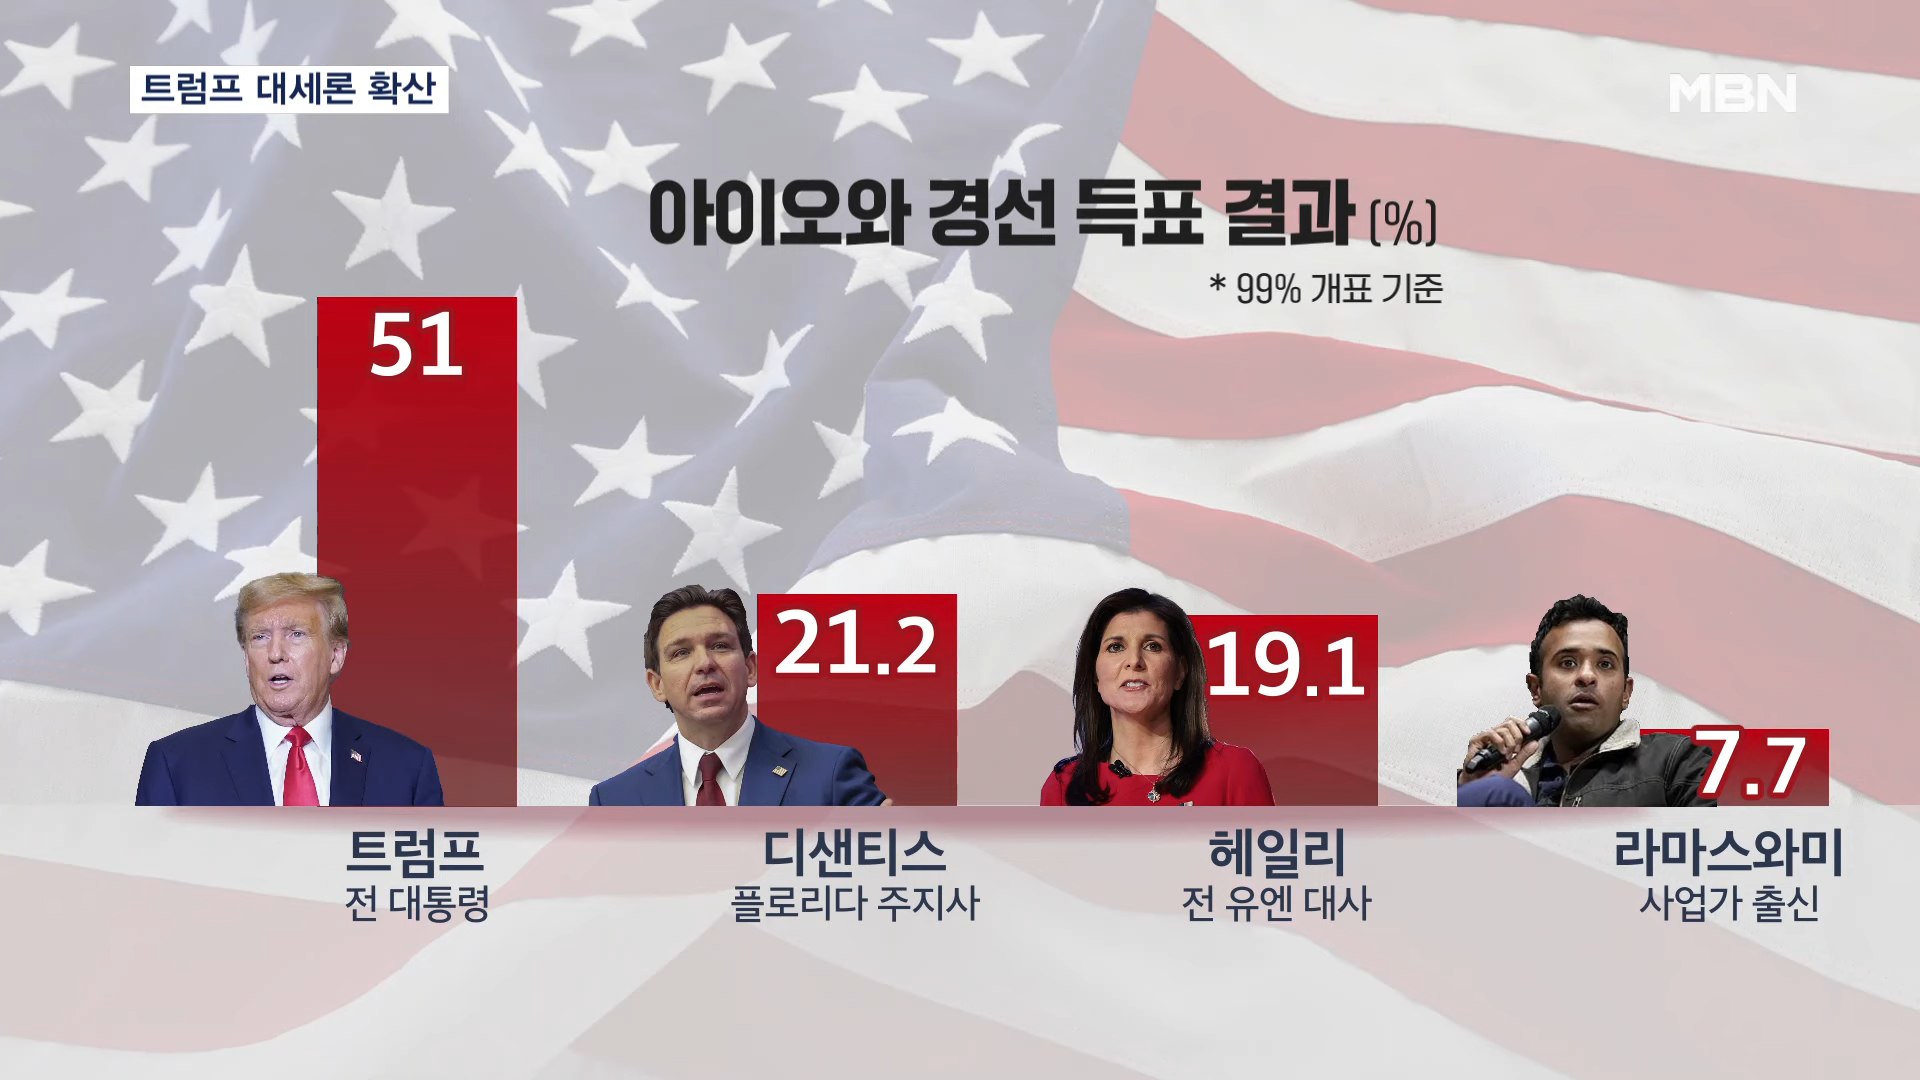 트럼프 대세론 확산
MBN
아이오와 경선 득표 결과 (%)
* 99% 개표 기준
51
21.2
19.1
7.7
트럼프
전 대통령
디샌티스
플로리다 주지사
헤일리
전 유엔 대사
라마스와미
사업가 출신